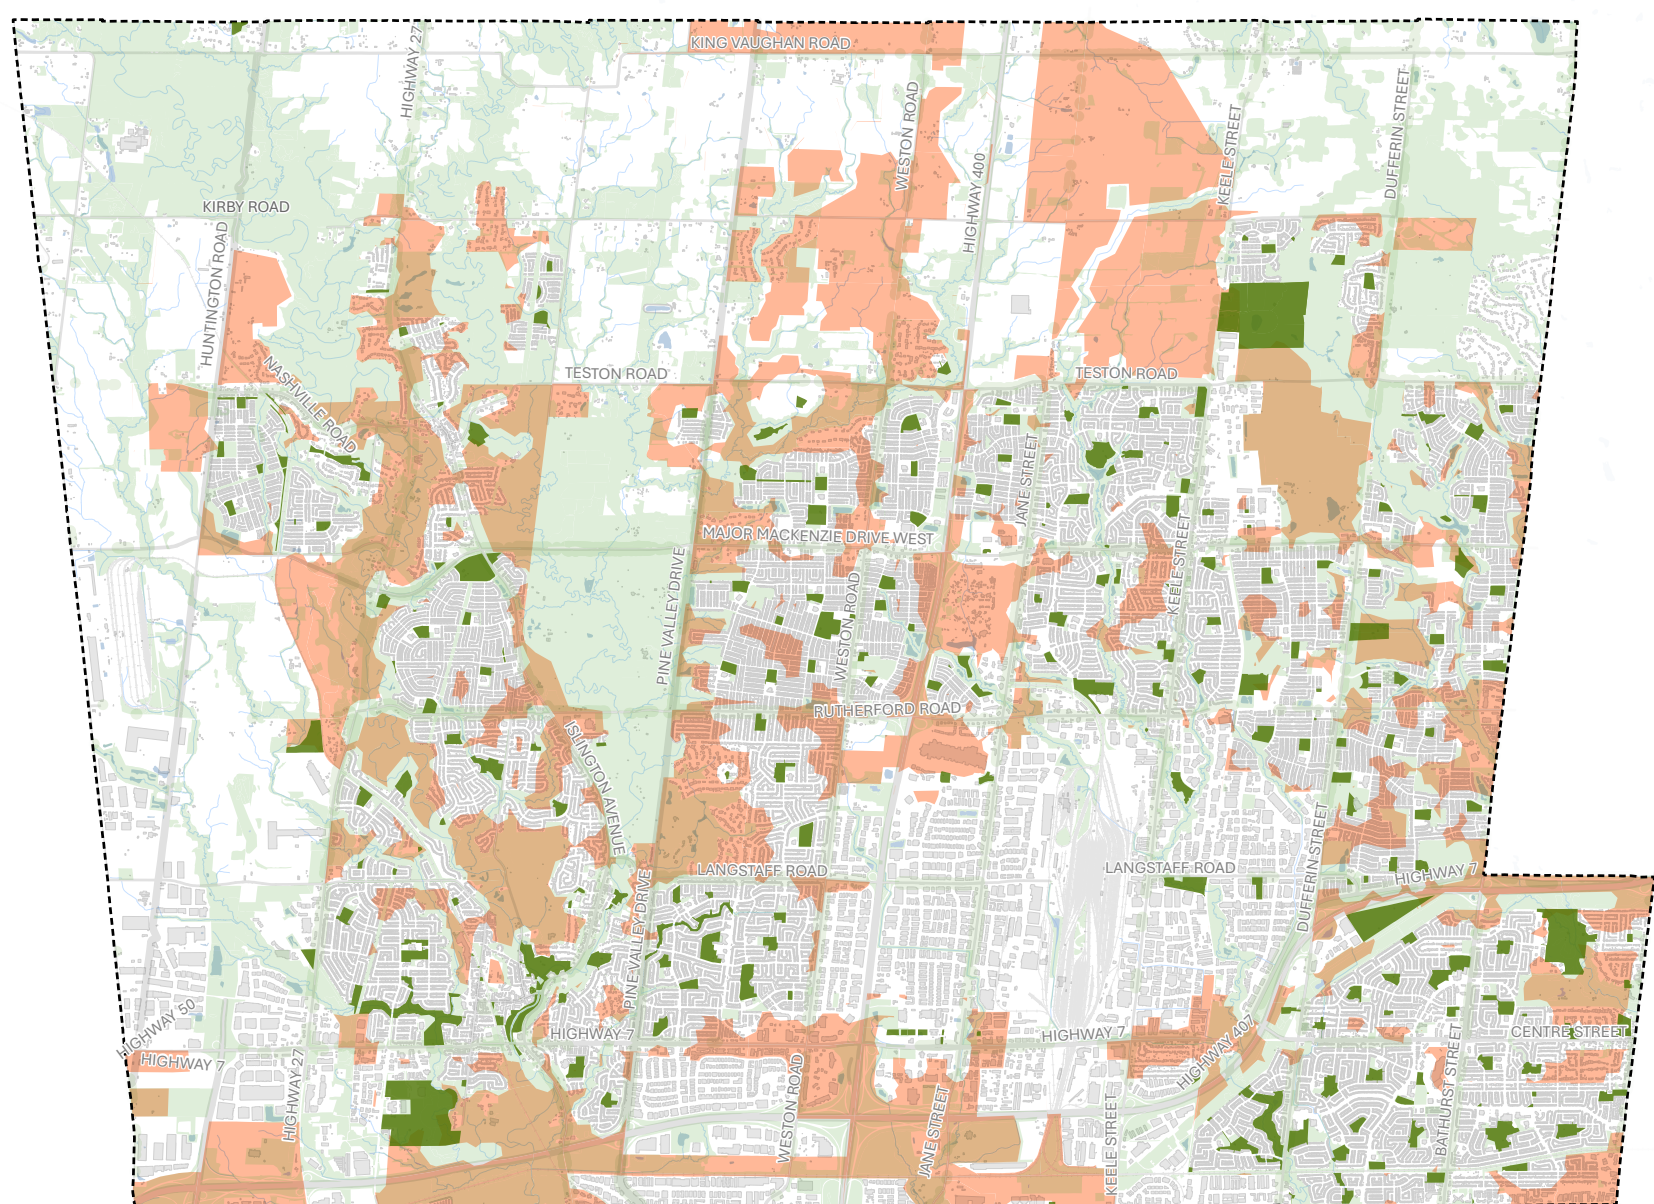 KING VAUGHAN ROAD
HIGHWAY 27
WESTON ROAD
HIGHWAY 400
KEELE STREET
DUFFERIN STREET
KIRBY ROAD
HUNTINGTON ROAD
NASHVILLE ROAD
TESTON ROAD
TESTON ROAD
JANE STREET
MAJOR MACKENZIE DRIVE WEST
PINE VALLEY DRIVE
WESTON ROAD
KEELE STREET
RUTHERFORD ROAD
ISLINGTON AVENUE
LANGSTAFF ROAD
LANGSTAFF ROAD
DUFFERIN STREET
HIGHWAY 7
PINE VALLEY DRIVE
HIGHWAY 50
HIGHWAY 7
HIGHWAY 27
HIGHWAY 7
HIGHWAY 7
HIGHWAY 407
CENTRE STREET
WESTON ROAD
JANE STREET
KEELE STREET
BATHURST STREET